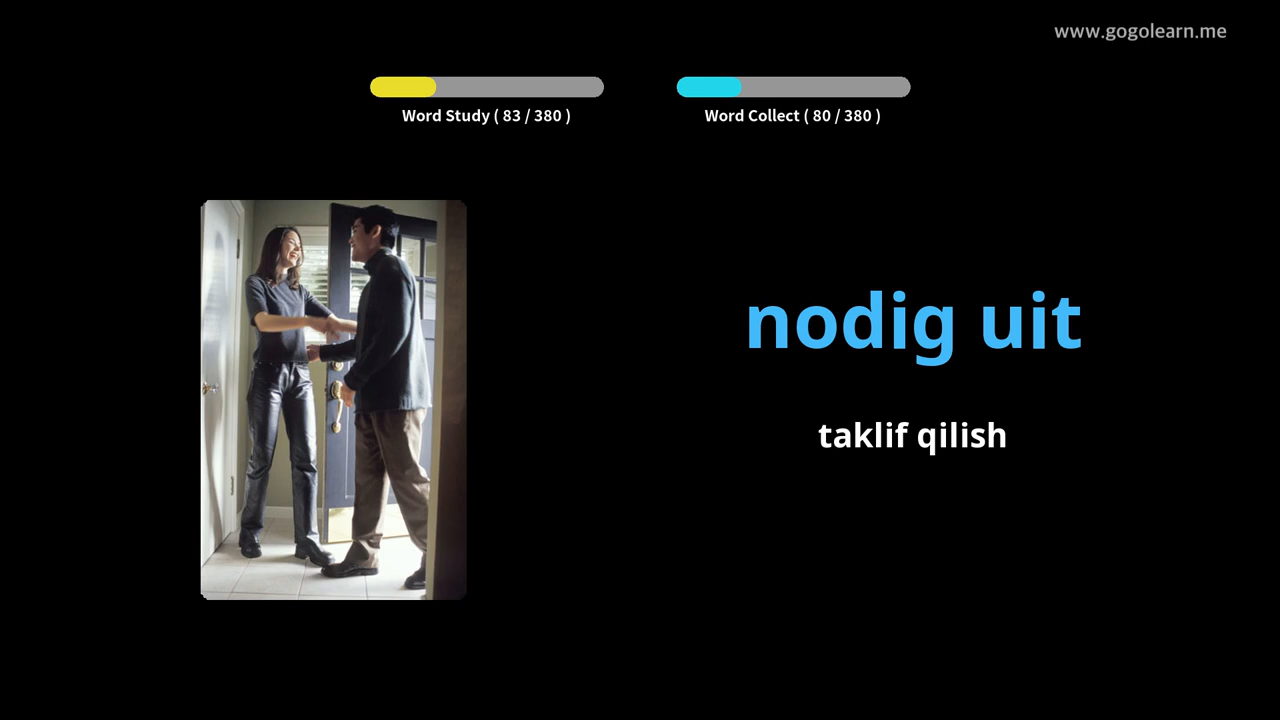 www.gogolearn.me
Word Study ( 83 / 380 )
Word Collect ( 80 / 380 )
nodig uit
taklif qilish